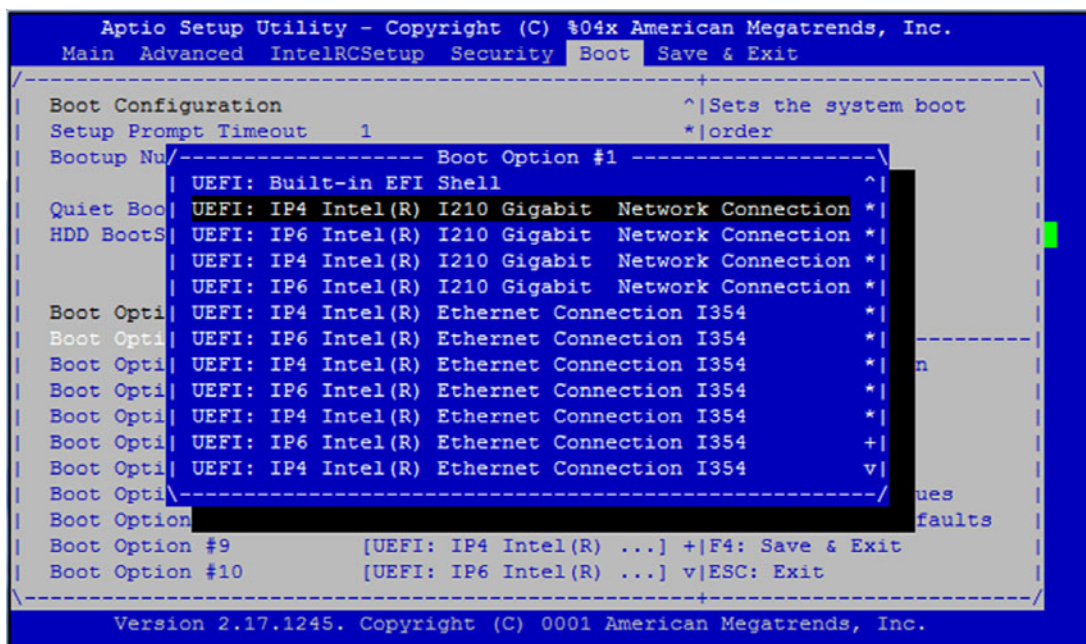 Aptio Setup Utility - Copyright (C) %04x American Megatrends, Inc.
Main Advanced IntelRCSetup Security Boot Save & Exit
Boot Configuration ^|Sets the system boot
Setup Prompt Timeout 1 *|order
Bootup Nu/------------------- Boot Option #1 -------------------\
UEFI: Built-in EFI Shell ^|
Quiet Boo| UEFI: IP4 Intel(R) I210 Gigabit Network Connection *|
HDD BootS| UEFI: IP6 Intel(R) I210 Gigabit Network Connection *|
UEFI: IP4 Intel(R) I210 Gigabit Network Connection *|
UEFI: IP6 Intel(R) I210 Gigabit Network Connection *|
Boot Opti| UEFI: IP4 Intel(R) Ethernet Connection I354 *|
Boot Opti| UEFI: IP6 Intel(R) Ethernet Connection I354 *|
Boot Opti| UEFI: IP4 Intel(R) Ethernet Connection I354 *| n
Boot Opti| UEFI: IP6 Intel(R) Ethernet Connection I354 *|
Boot Opti| UEFI: IP4 Intel(R) Ethernet Connection I354 *|
Boot Opti| UEFI: IP6 Intel(R) Ethernet Connection I354 +|
Boot Opti| UEFI: IP4 Intel(R) Ethernet Connection I354 v|
Boot Opti\-------------------/ ues
Boot Option faults
Boot Option #9 [UEFI: IP4 Intel(R) ...] +|F4: Save & Exit
Boot Option #10 [UEFI: IP6 Intel(R) ...] v|ESC: Exit
Version 2.17.1245. Copyright (C) 0001 American Megatrends, Inc.